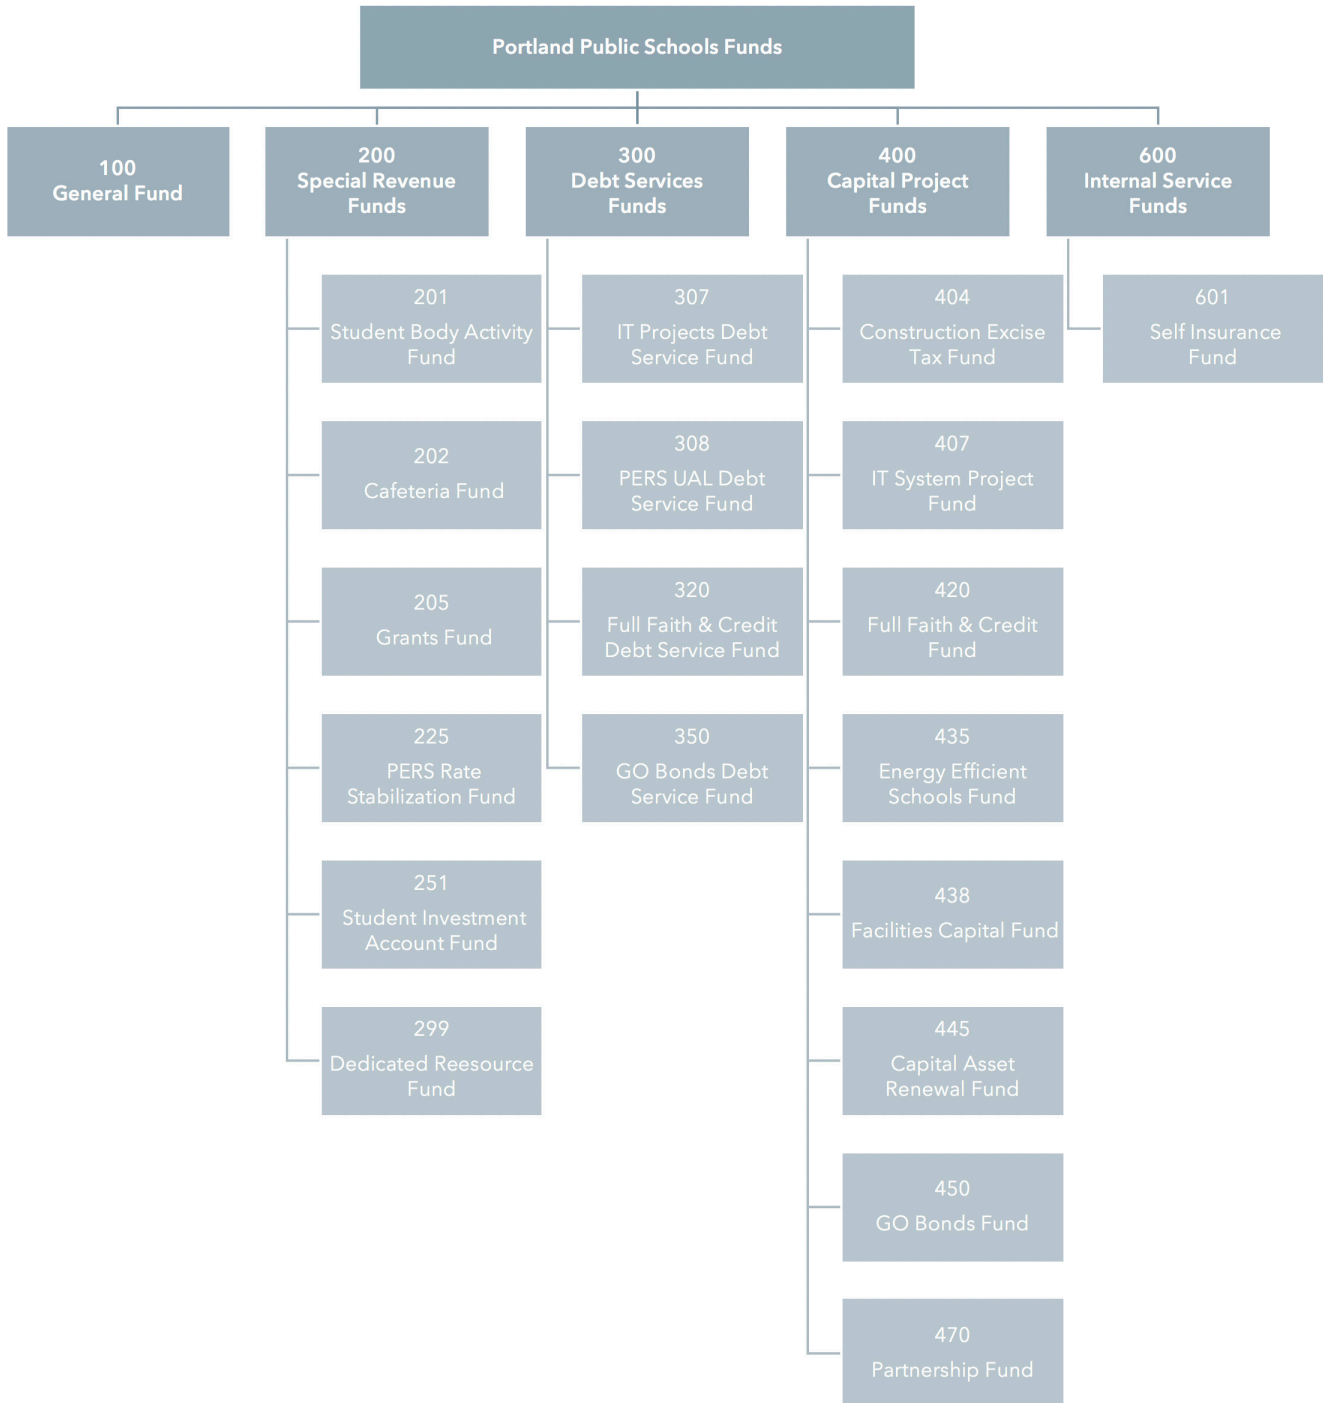 Portland Public Schools Funds
100
General Fund
200
Special Revenue
Funds
300
Debt Services
Funds
400
Capital Project
Funds
600
Internal Service
Funds
201
Student Body Activity
Fund
202
Cafeteria Fund
205
Grants Fund
225
PERS Rate
Stabilization Fund
251
Student Investment
Account Fund
299
Dedicated Reesource
Fund
307
IT Projects Debt
Service Fund
308
PERS UAL Debt
Service Fund
320
Full Faith & Credit
Debt Service Fund
350
GO Bonds Debt
Service Fund
404
Construction Excise
Tax Fund
407
IT System Project
Fund
420
Full Faith & Credit
Fund
435
Energy Efficient
Schools Fund
438
Facilities Capital Fund
445
Capital Asset
Renewal Fund
450
GO Bonds Fund
470
Partnership Fund
601
Self Insurance
Fund